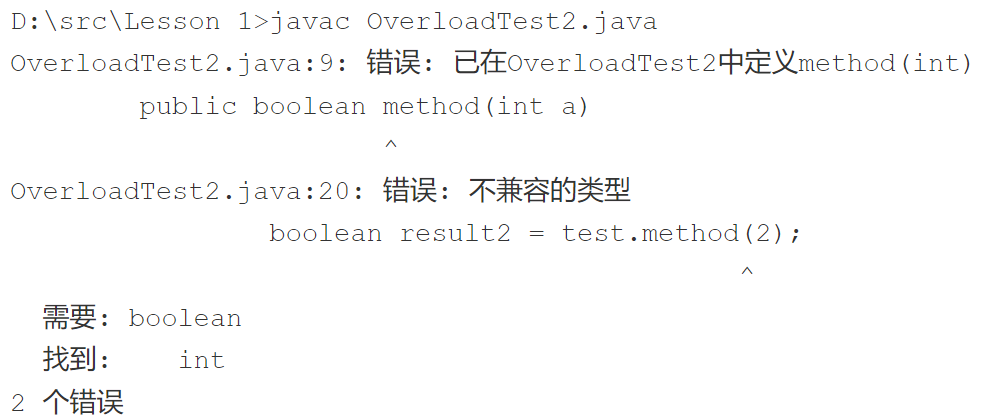 D:\src\Lesson 1>javac OverloadTest2.java
OverloadTest2.java:9: 错误: 已在OverloadTest2中定义method(int)
        public boolean method(int a)
                       ^
OverloadTest2.java:20: 错误: 不兼容的类型
                boolean result2 = test.method(2);
                                             ^
  需要: boolean
  找到:    int
2 个错误